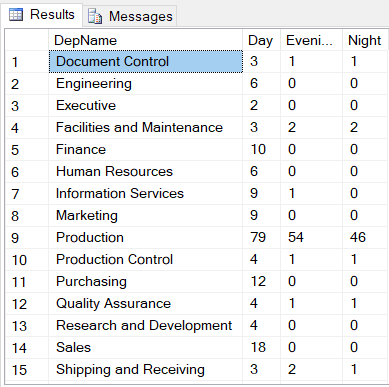 Results Messages
DepName Day Eveni... Night
1 Document Control 3 1 1
2 Engineering 6 0 0
3 Executive 2 0 0
4 Facilities and Maintenance 3 2 2
5 Finance 10 0 0
6 Human Resources 6 0 0
7 Information Services 9 1 0
8 Marketing 9 0 0
9 Production 79 54 46
10 Production Control 4 1 1
11 Purchasing 12 0 0
12 Quality Assurance 4 1 1
13 Research and Development 4 0 0
14 Sales 18 0 0
15 Shipping and Receiving 3 2 1